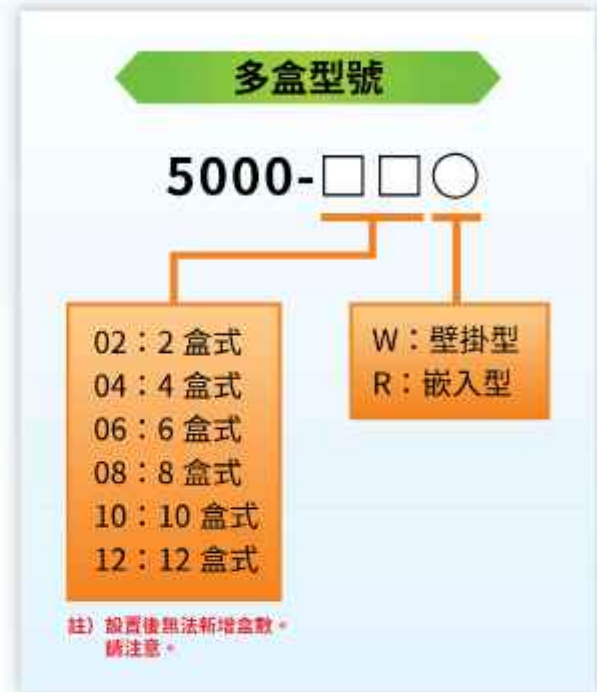 多盒型號
5000-□□○
02：2 盒式
04：4 盒式
06：6 盒式
08：8 盒式
10：10 盒式
12：12 盒式
W：壁掛型
R：嵌入型
註）設置後無法新增盒數。
請注意。